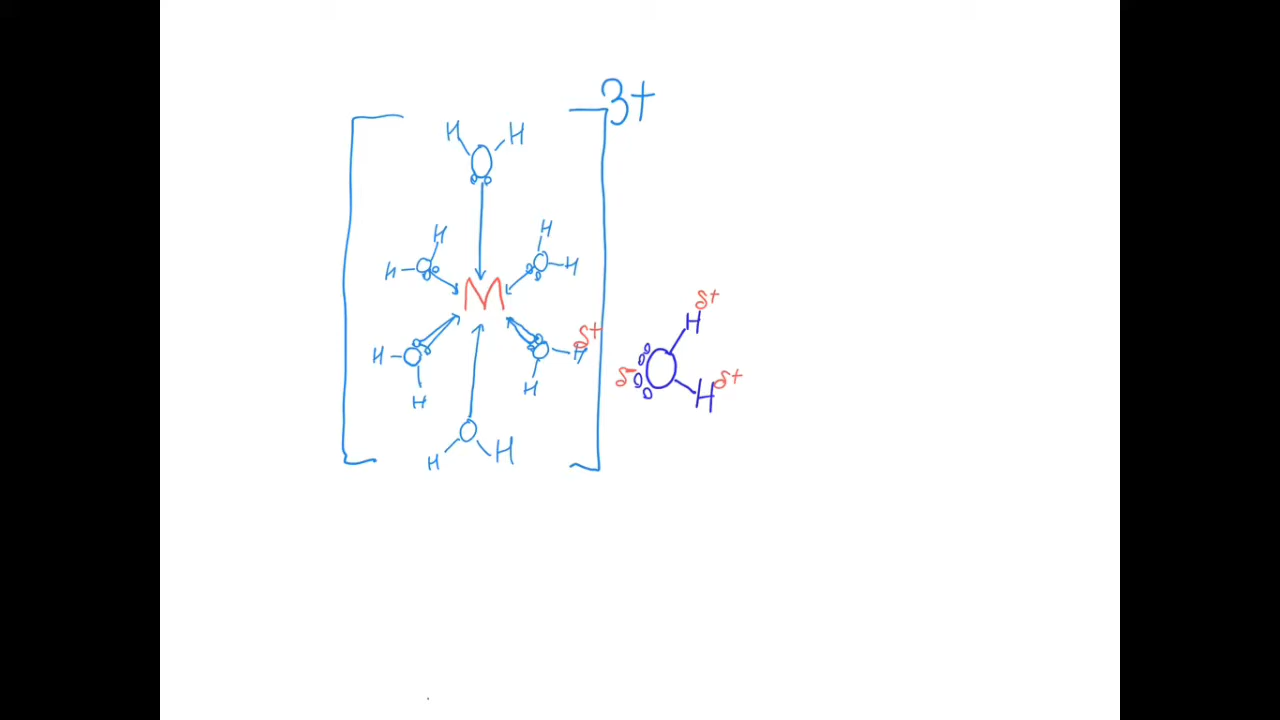 3+
H H
O
H H
H O O H
M
δ+
H δ+
H O O H δ- O
H H H δ+
O
H H